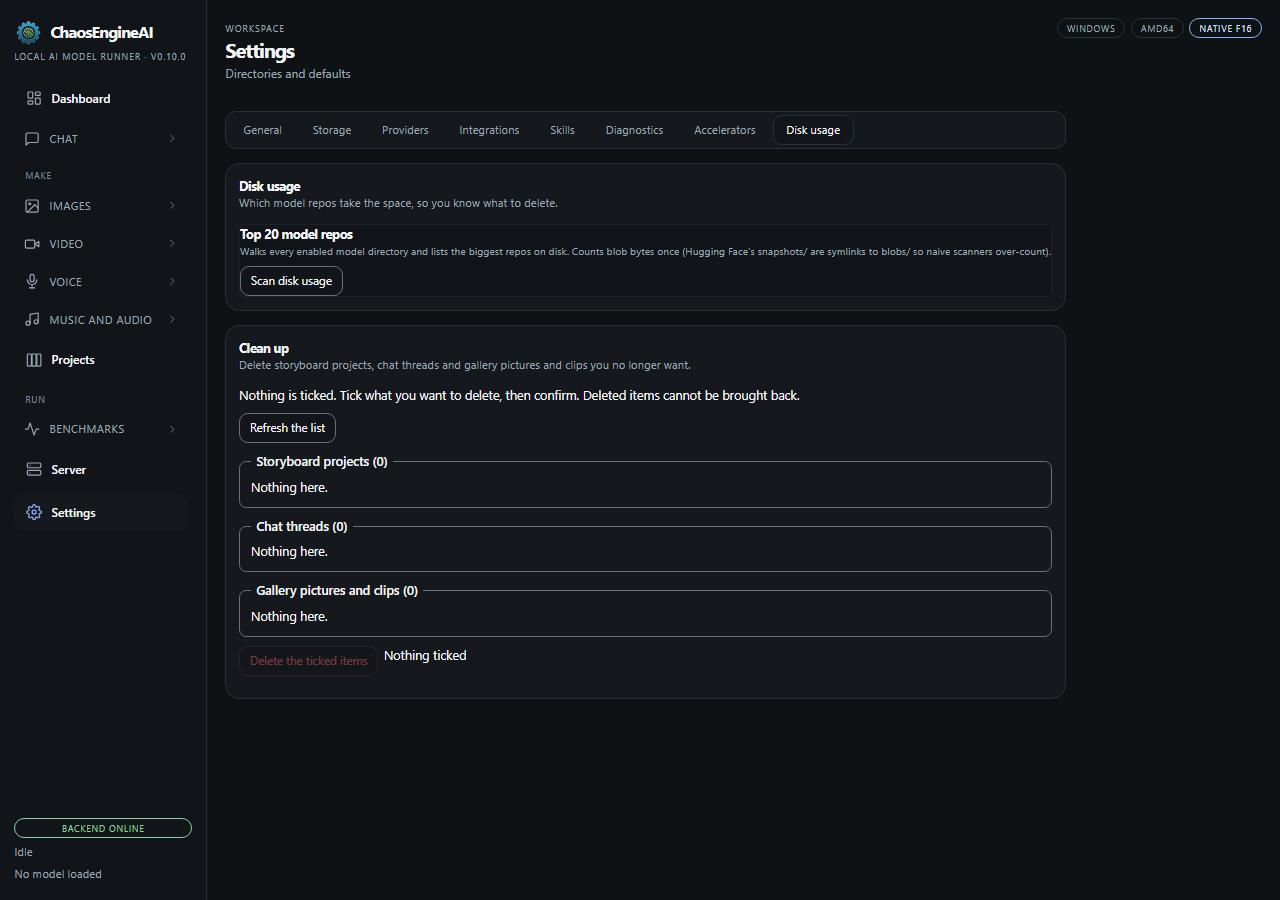 ChaosEngineAI
LOCAL AI MODEL RUNNER · V0.10.0
Dashboard
CHAT
MAKE
IMAGES
VIDEO
VOICE
MUSIC AND AUDIO
Projects
RUN
BENCHMARKS
Server
Settings
BACKEND ONLINE
Idle
No model loaded
WORKSPACE
Settings
Directories and defaults
WINDOWS AMD64 NATIVE F16
General Storage Providers Integrations Skills Diagnostics Accelerators Disk usage
Disk usage
Which model repos take the space, so you know what to delete.
Top 20 model repos
Walks every enabled model directory and lists the biggest repos on disk. Counts blob bytes once (Hugging Face's snapshots/ are symlinks to blobs/ so naive scanners over-count).
Scan disk usage
Clean up
Delete storyboard projects, chat threads and gallery pictures and clips you no longer want.
Nothing is ticked. Tick what you want to delete, then confirm. Deleted items cannot be brought back.
Refresh the list
Storyboard projects (0)
Nothing here.
Chat threads (0)
Nothing here.
Gallery pictures and clips (0)
Nothing here.
Delete the ticked items Nothing ticked